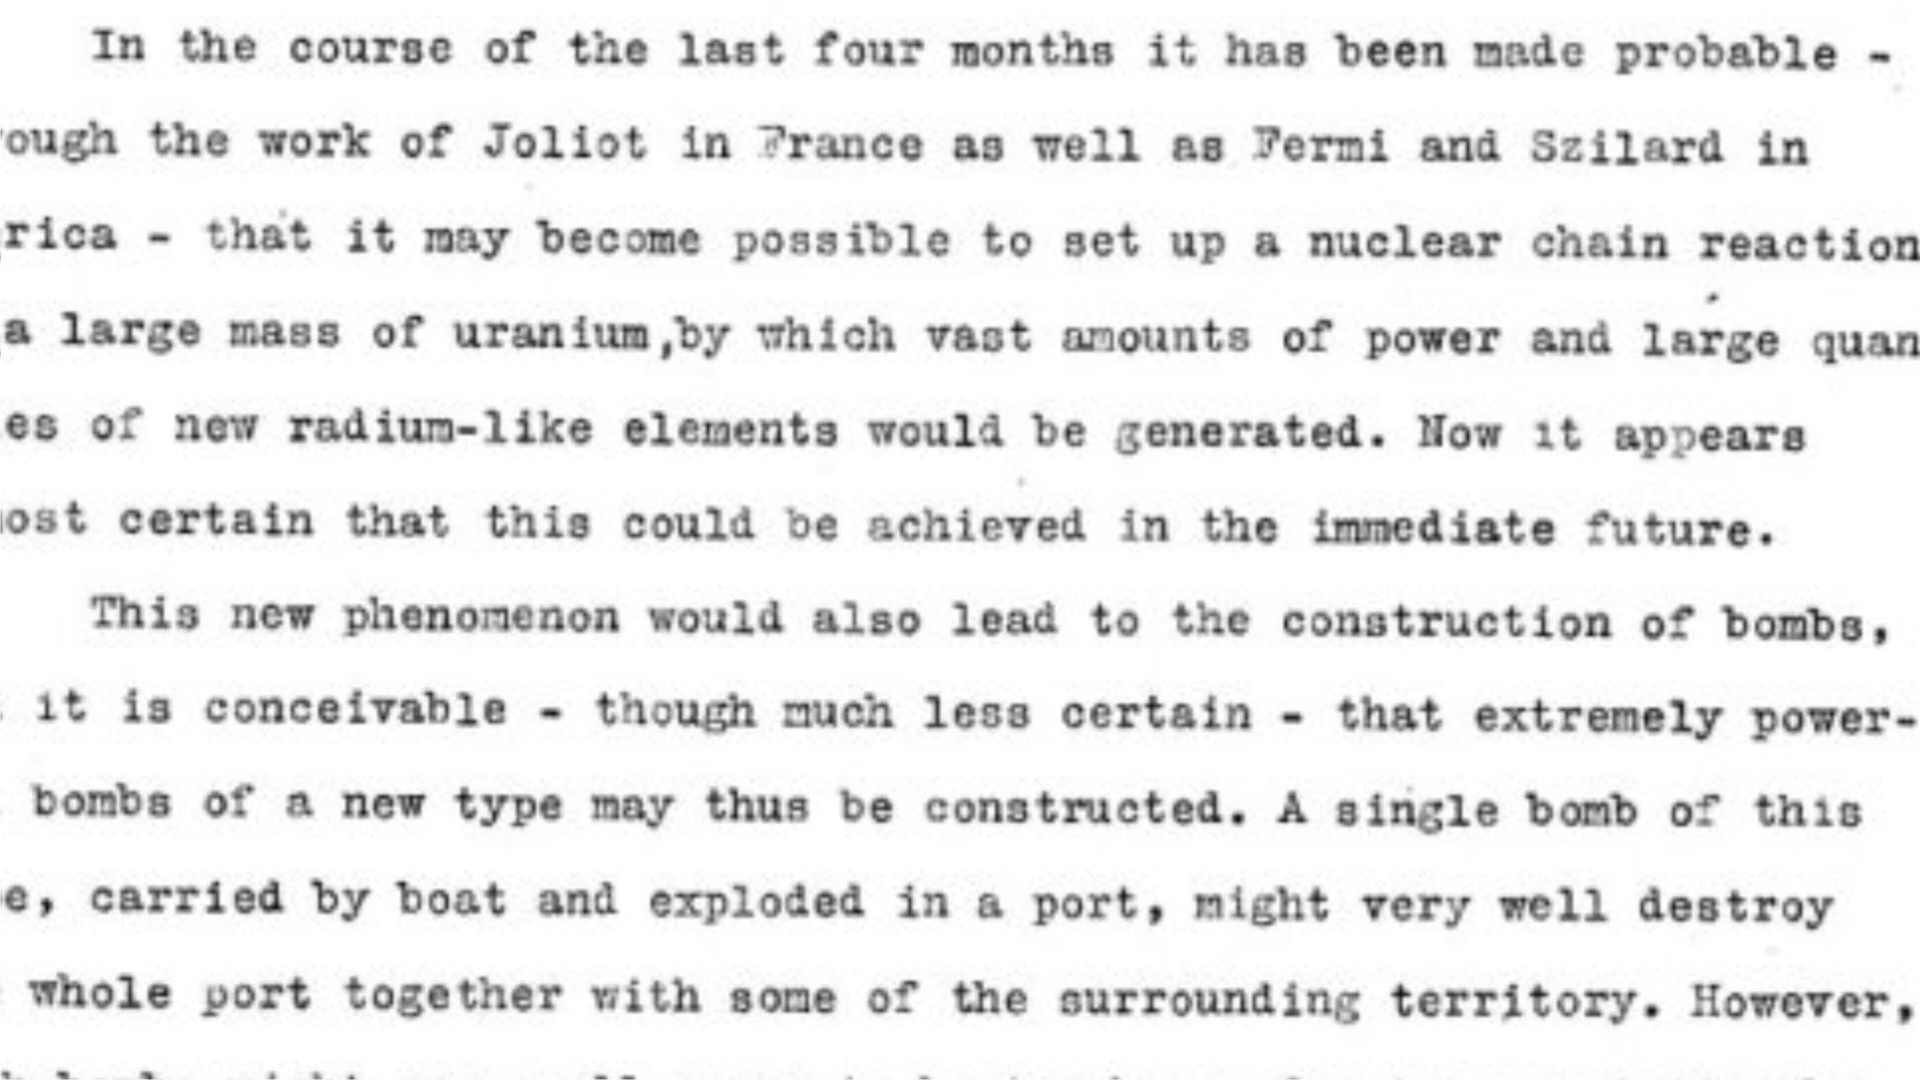 In the course of the last four months it has been made probable -
rough the work of Joliot in France as well as Fermi and Szilard in
rica - that it may become possible to set up a nuclear chain reaction
a large mass of uranium,by which vast amounts of power and large quan
es of new radium-like elements would be generated. Now it appears
ost certain that this could be achieved in the immediate future.
This new phenomenon would also lead to the construction of bombs,
it is conceivable - though much less certain - that extremely power-
bombs of a new type may thus be constructed. A single bomb of this
e, carried by boat and exploded in a port, might very well destroy
whole port together with some of the surrounding territory. However,